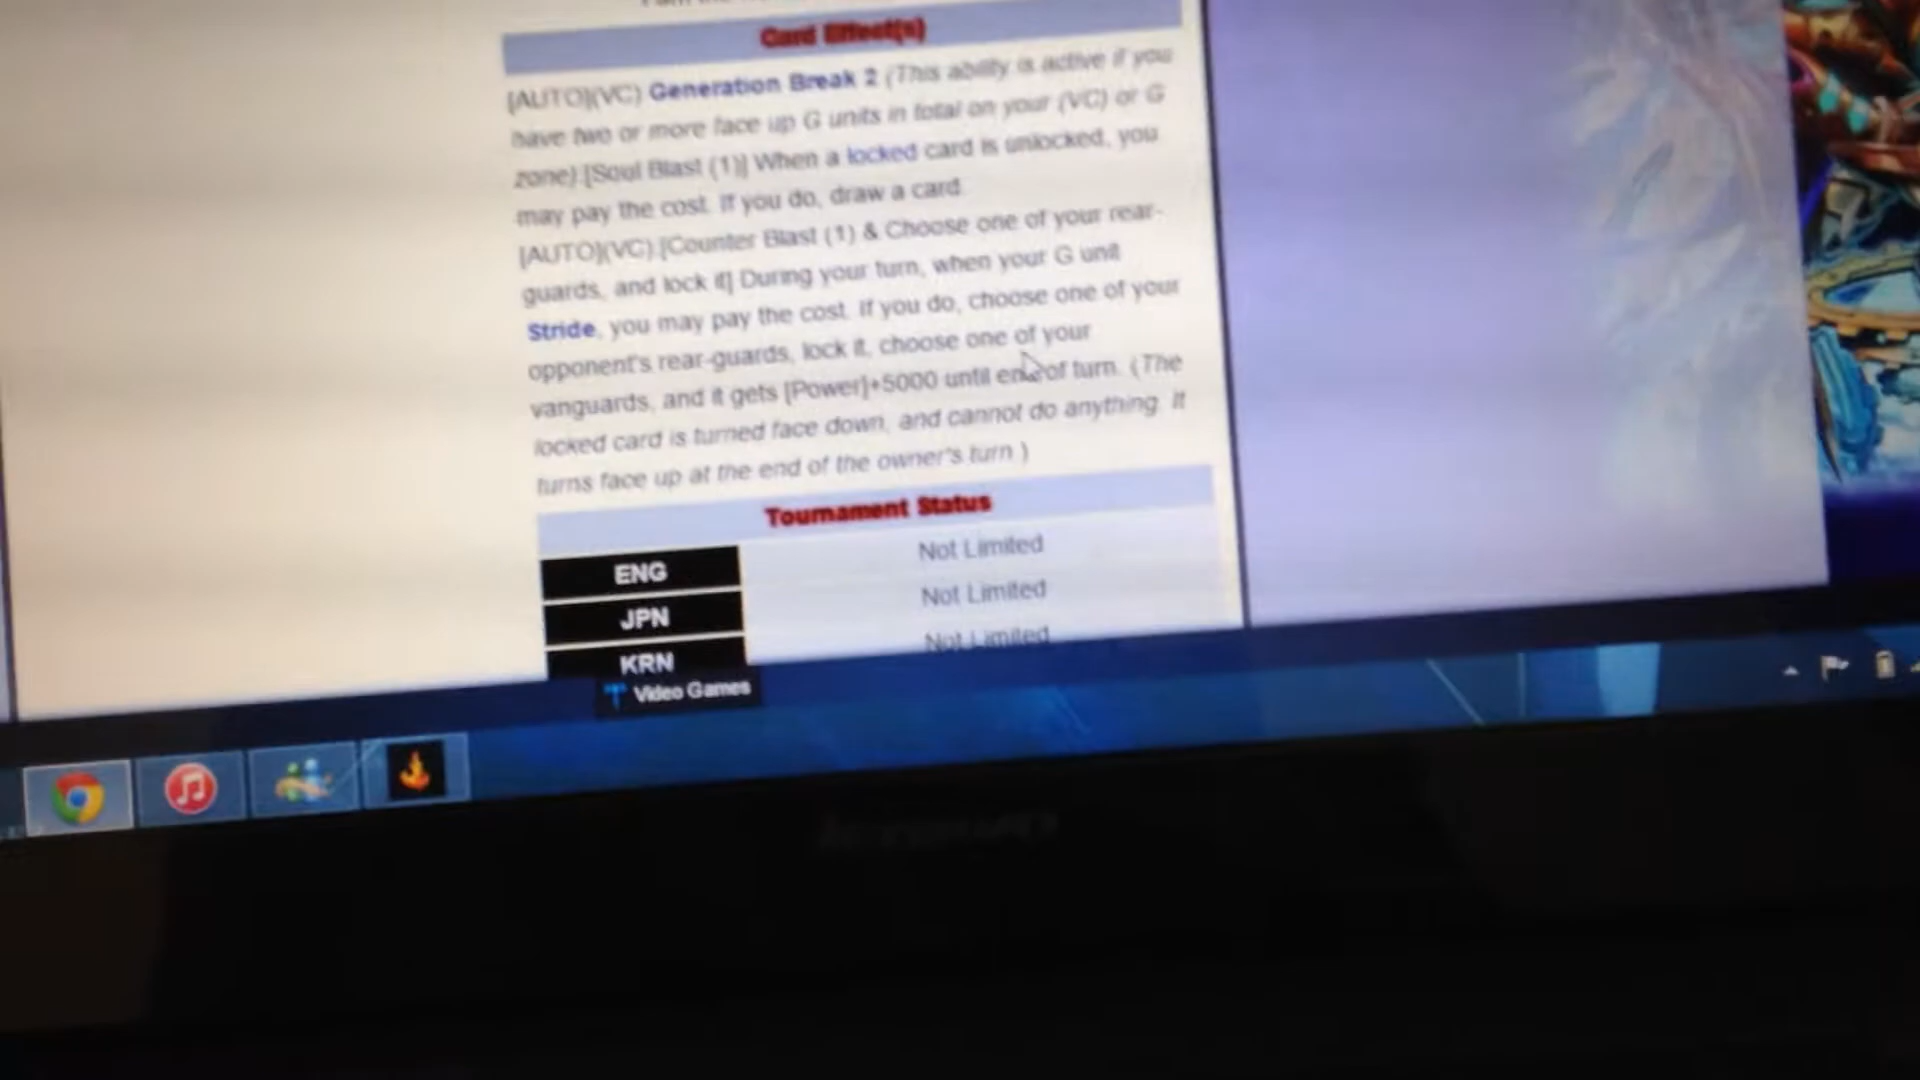 Card Effect(s)
[AUTO](VC) Generation Break 2 (This ability is active if you
have two or more face up G units in total on your (VC) or G
zone):[Soul Blast (1)] When a locked card is unlocked, you
may pay the cost. If you do, draw a card.
[AUTO](VC):[Counter Blast (1) & Choose one of your rear-
guards, and lock it] During your turn, when your G unit
Stride, you may pay the cost. If you do, choose one of your
opponent's rear-guards, lock it, choose one of your
vanguards, and it gets [Power]+5000 until end of turn. (The
locked card is turned face down, and cannot do anything. It
turns face up at the end of the owner's turn.)
Tournament Status
ENG Not Limited
JPN Not Limited
KRN Not Limited
Video Games
lenovo